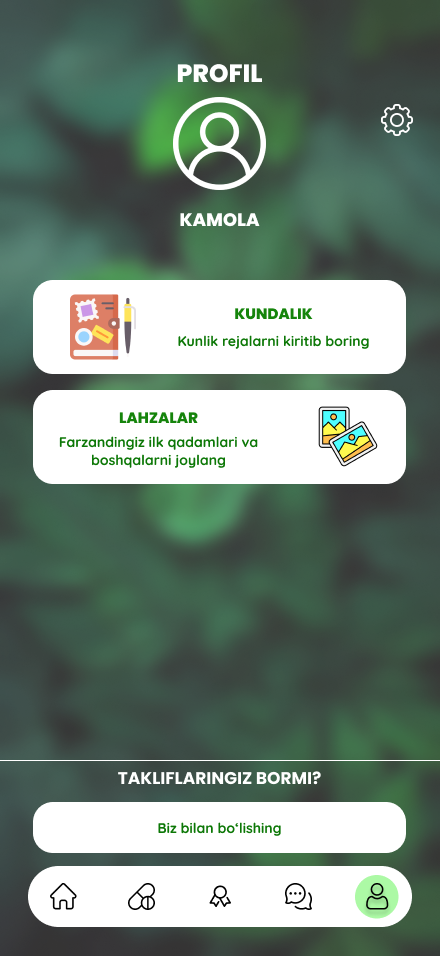 PROFIL
KAMOLA
KUNDALIK
Kunlik rejalarni kiritib boring
LAHZALAR
Farzandingiz ilk qadamlari va
boshqalarni joylang
TAKLIFLARINGIZ BORMI?
Biz bilan bo‘lishing